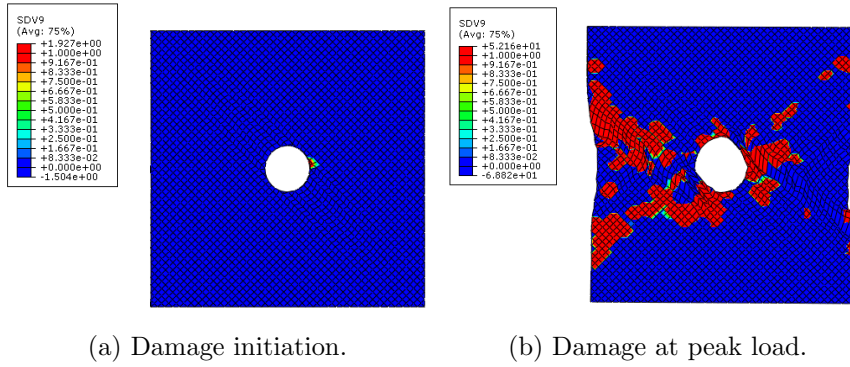 SDV9
(Avg: 75%)
+1.927e+00
+1.000e+00
+9.167e-01
+8.333e-01
+7.500e-01
+6.667e-01
+5.833e-01
+5.000e-01
+4.167e-01
+3.333e-01
+2.500e-01
+1.667e-01
+8.333e-02
+0.000e+00
-1.504e+00
(a) Damage initiation.
SDV9
(Avg: 75%)
+5.216e+01
+1.000e+00
+9.167e-01
+8.333e-01
+7.500e-01
+6.667e-01
+5.833e-01
+5.000e-01
+4.167e-01
+3.333e-01
+2.500e-01
+1.667e-01
+8.333e-02
+0.000e+00
-6.882e+01
(b) Damage at peak load.